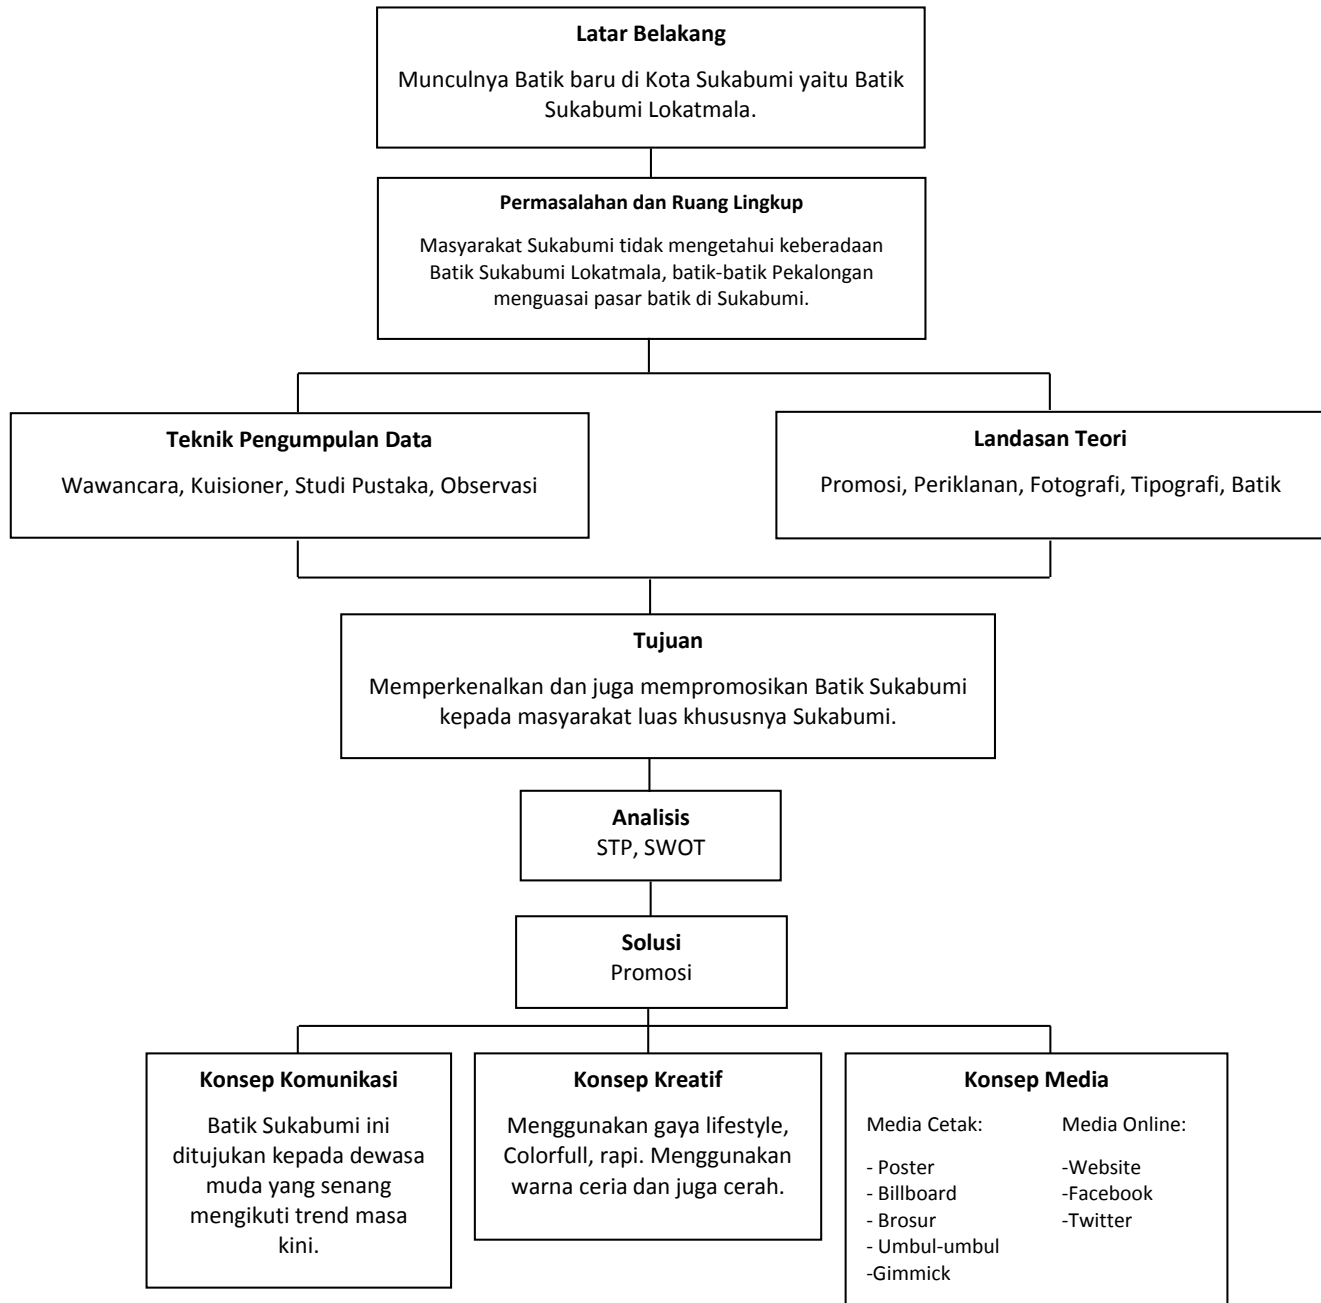 Latar Belakang
Munculnya Batik baru di Kota Sukabumi yaitu Batik
Sukabumi Lokatmala.
Permasalahan dan Ruang Lingkup
Masyarakat Sukabumi tidak mengetahui keberadaan
Batik Sukabumi Lokatmala, batik-batik Pekalongan
menguasai pasar batik di Sukabumi.
Teknik Pengumpulan Data
Wawancara, Kuisioner, Studi Pustaka, Observasi
Landasan Teori
Promosi, Periklanan, Fotografi, Tipografi, Batik
Tujuan
Memperkenalkan dan juga mempromosikan Batik Sukabumi
kepada masyarakat luas khususnya Sukabumi.
Analisis
STP, SWOT
Solusi
Promosi
Konsep Komunikasi
Batik Sukabumi ini
ditujukan kepada dewasa
muda yang senang
mengikuti trend masa
kini.
Konsep Kreatif
Menggunakan gaya lifestyle,
Colorfull, rapi. Menggunakan
warna ceria dan juga cerah.
Konsep Media
Media Cetak:
- Poster
- Billboard
- Brosur
- Umbul-umbul
-Gimmick
Media Online:
-Website
-Facebook
-Twitter